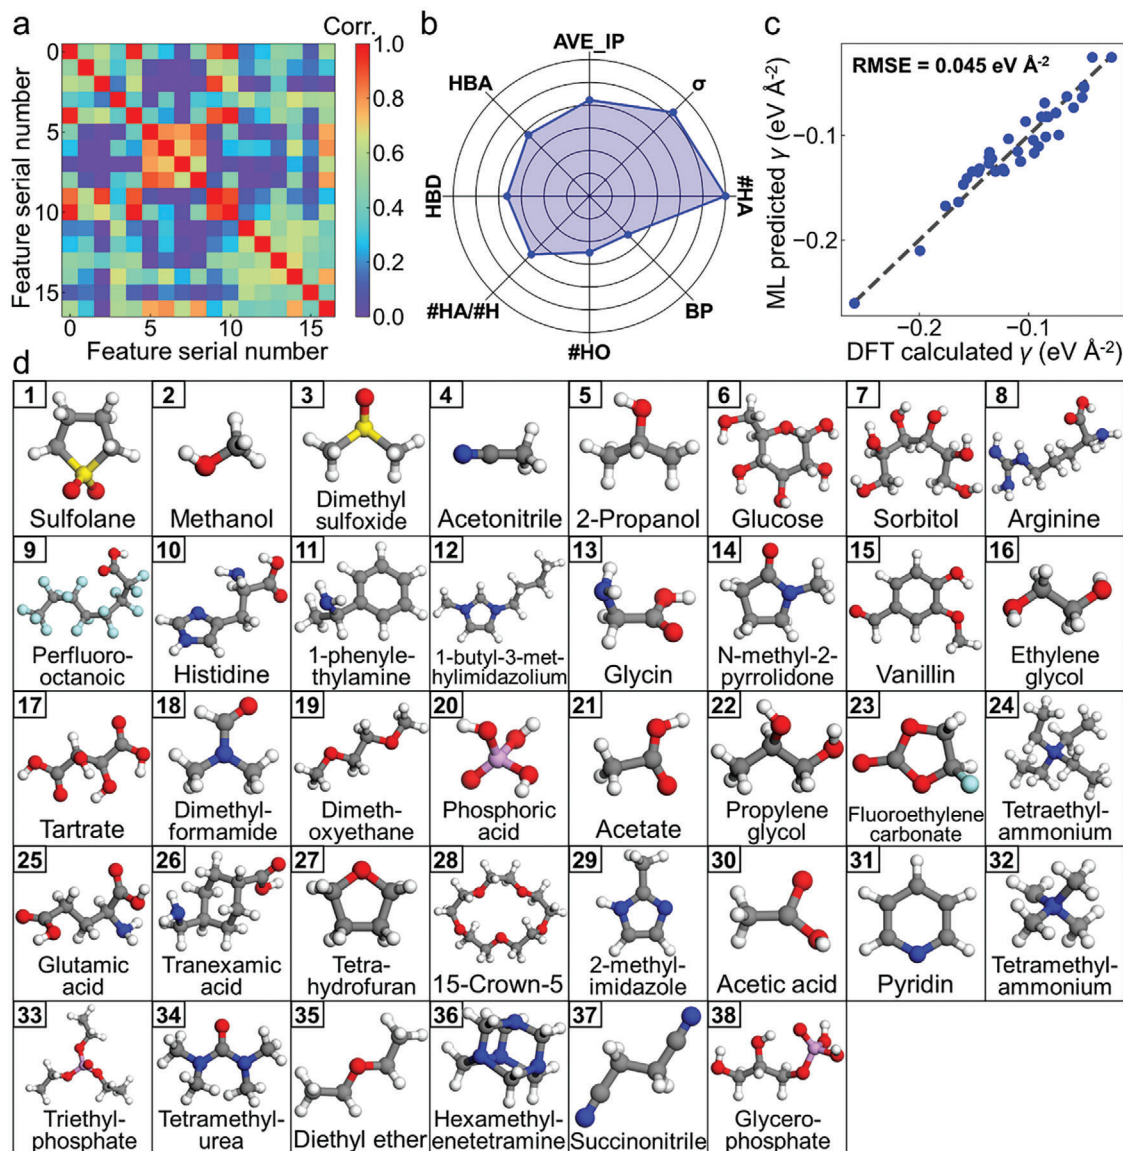 a
Corr.
Feature serial number
0
5
10
15
0
5
10
15
Feature serial number
1.0
0.8
0.6
0.4
0.2
0.0
b
AVE_IP
σ
#HA
BP
#HO
#HA/#H
HBD
HBA
c
RMSE = 0.045 eV Å-2
ML predicted γ (eV Å-2)
−0.1
−0.2
−0.2
−0.1
DFT calculated γ (eV Å-2)
d
1
Sulfolane
2
Methanol
3
Dimethyl
sulfoxide
4
Acetonitrile
5
2-Propanol
6
Glucose
7
Sorbitol
8
Arginine
9
Perfluoro-
octanoic
10
Histidine
11
1-phenyle-
thylamine
12
1-butyl-3-met-
hylimidazolium
13
Glycin
14
N-methyl-2-
pyrrolidone
15
Vanillin
16
Ethylene
glycol
17
Tartrate
18
Dimethyl-
formamide
19
Dimeth-
oxyethane
20
Phosphoric
acid
21
Acetate
22
Propylene
glycol
23
Fluoroethylene
carbonate
24
Tetraethyl-
ammonium
25
Glutamic
acid
26
Tranexamic
acid
27
Tetra-
hydrofuran
28
15-Crown-5
29
2-methyl-
imidazole
30
Acetic acid
31
Pyridin
32
Tetramethyl-
ammonium
33
Triethyl-
phosphate
34
Tetramethyl-
urea
35
Diethyl ether
36
Hexamethyl-
enetetramine
37
Succinonitrile
38
Glycero-
phosphate